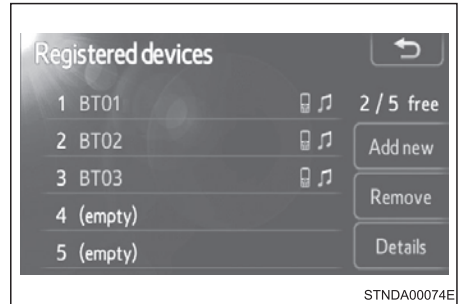 Registered devices
1 BT01
2 BT02
3 BT03
4 (empty)
5 (empty)
2 / 5 free
Add new
Remove
Details
STNDA00074E